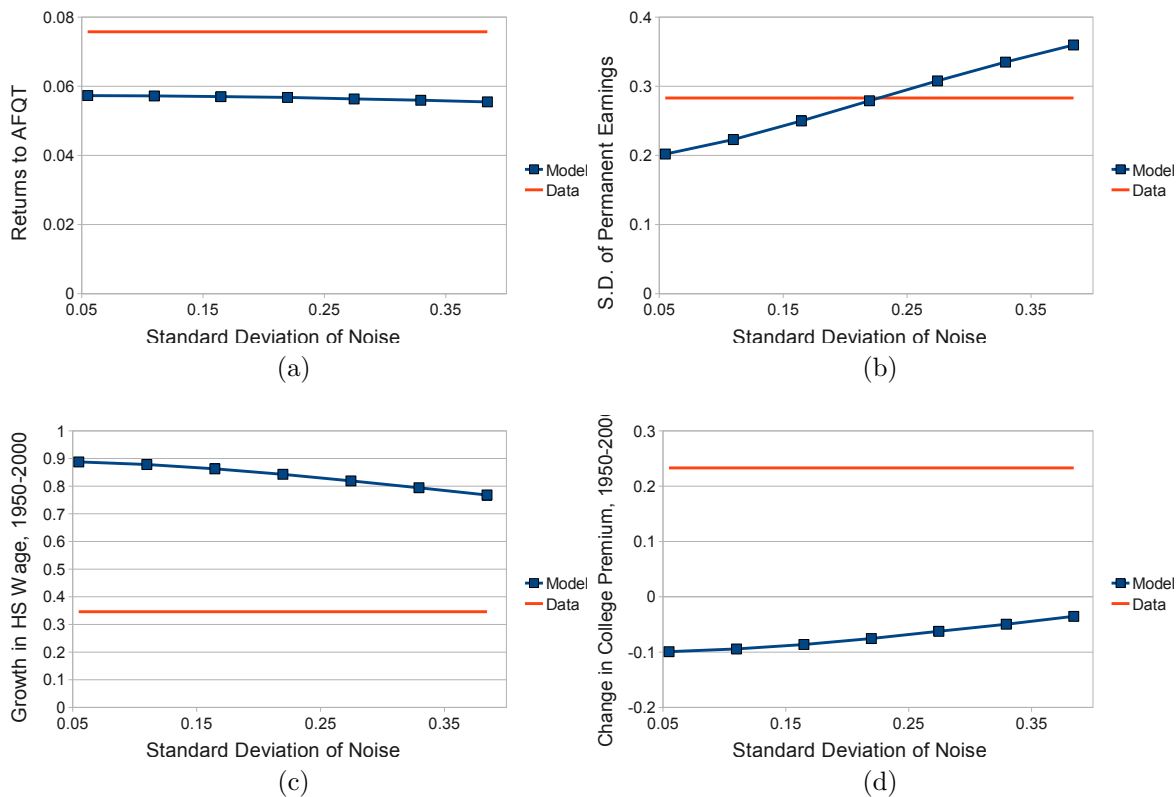 0.08
0.06
0.04
0.02
0
0.05
0.15
0.25
0.35
Returns to AFQT
Standard Deviation of Noise
Model
Data
(a)
0.4
0.3
0.2
0.1
0
0.05
0.15
0.25
0.35
S.D. of Permanent Earnings
Standard Deviation of Noise
Model
Data
(b)
1
0.9
0.8
0.7
0.6
0.5
0.4
0.3
0.2
0.1
0
0.05
0.15
0.25
0.35
Growth in HS Wage, 1950-2000
Standard Deviation of Noise
Model
Data
(c)
0.3
0.2
0.1
0
-0.1
-0.2
0.05
0.15
0.25
0.35
Change in College Premium, 1950-200
Standard Deviation of Noise
Model
Data
(d)